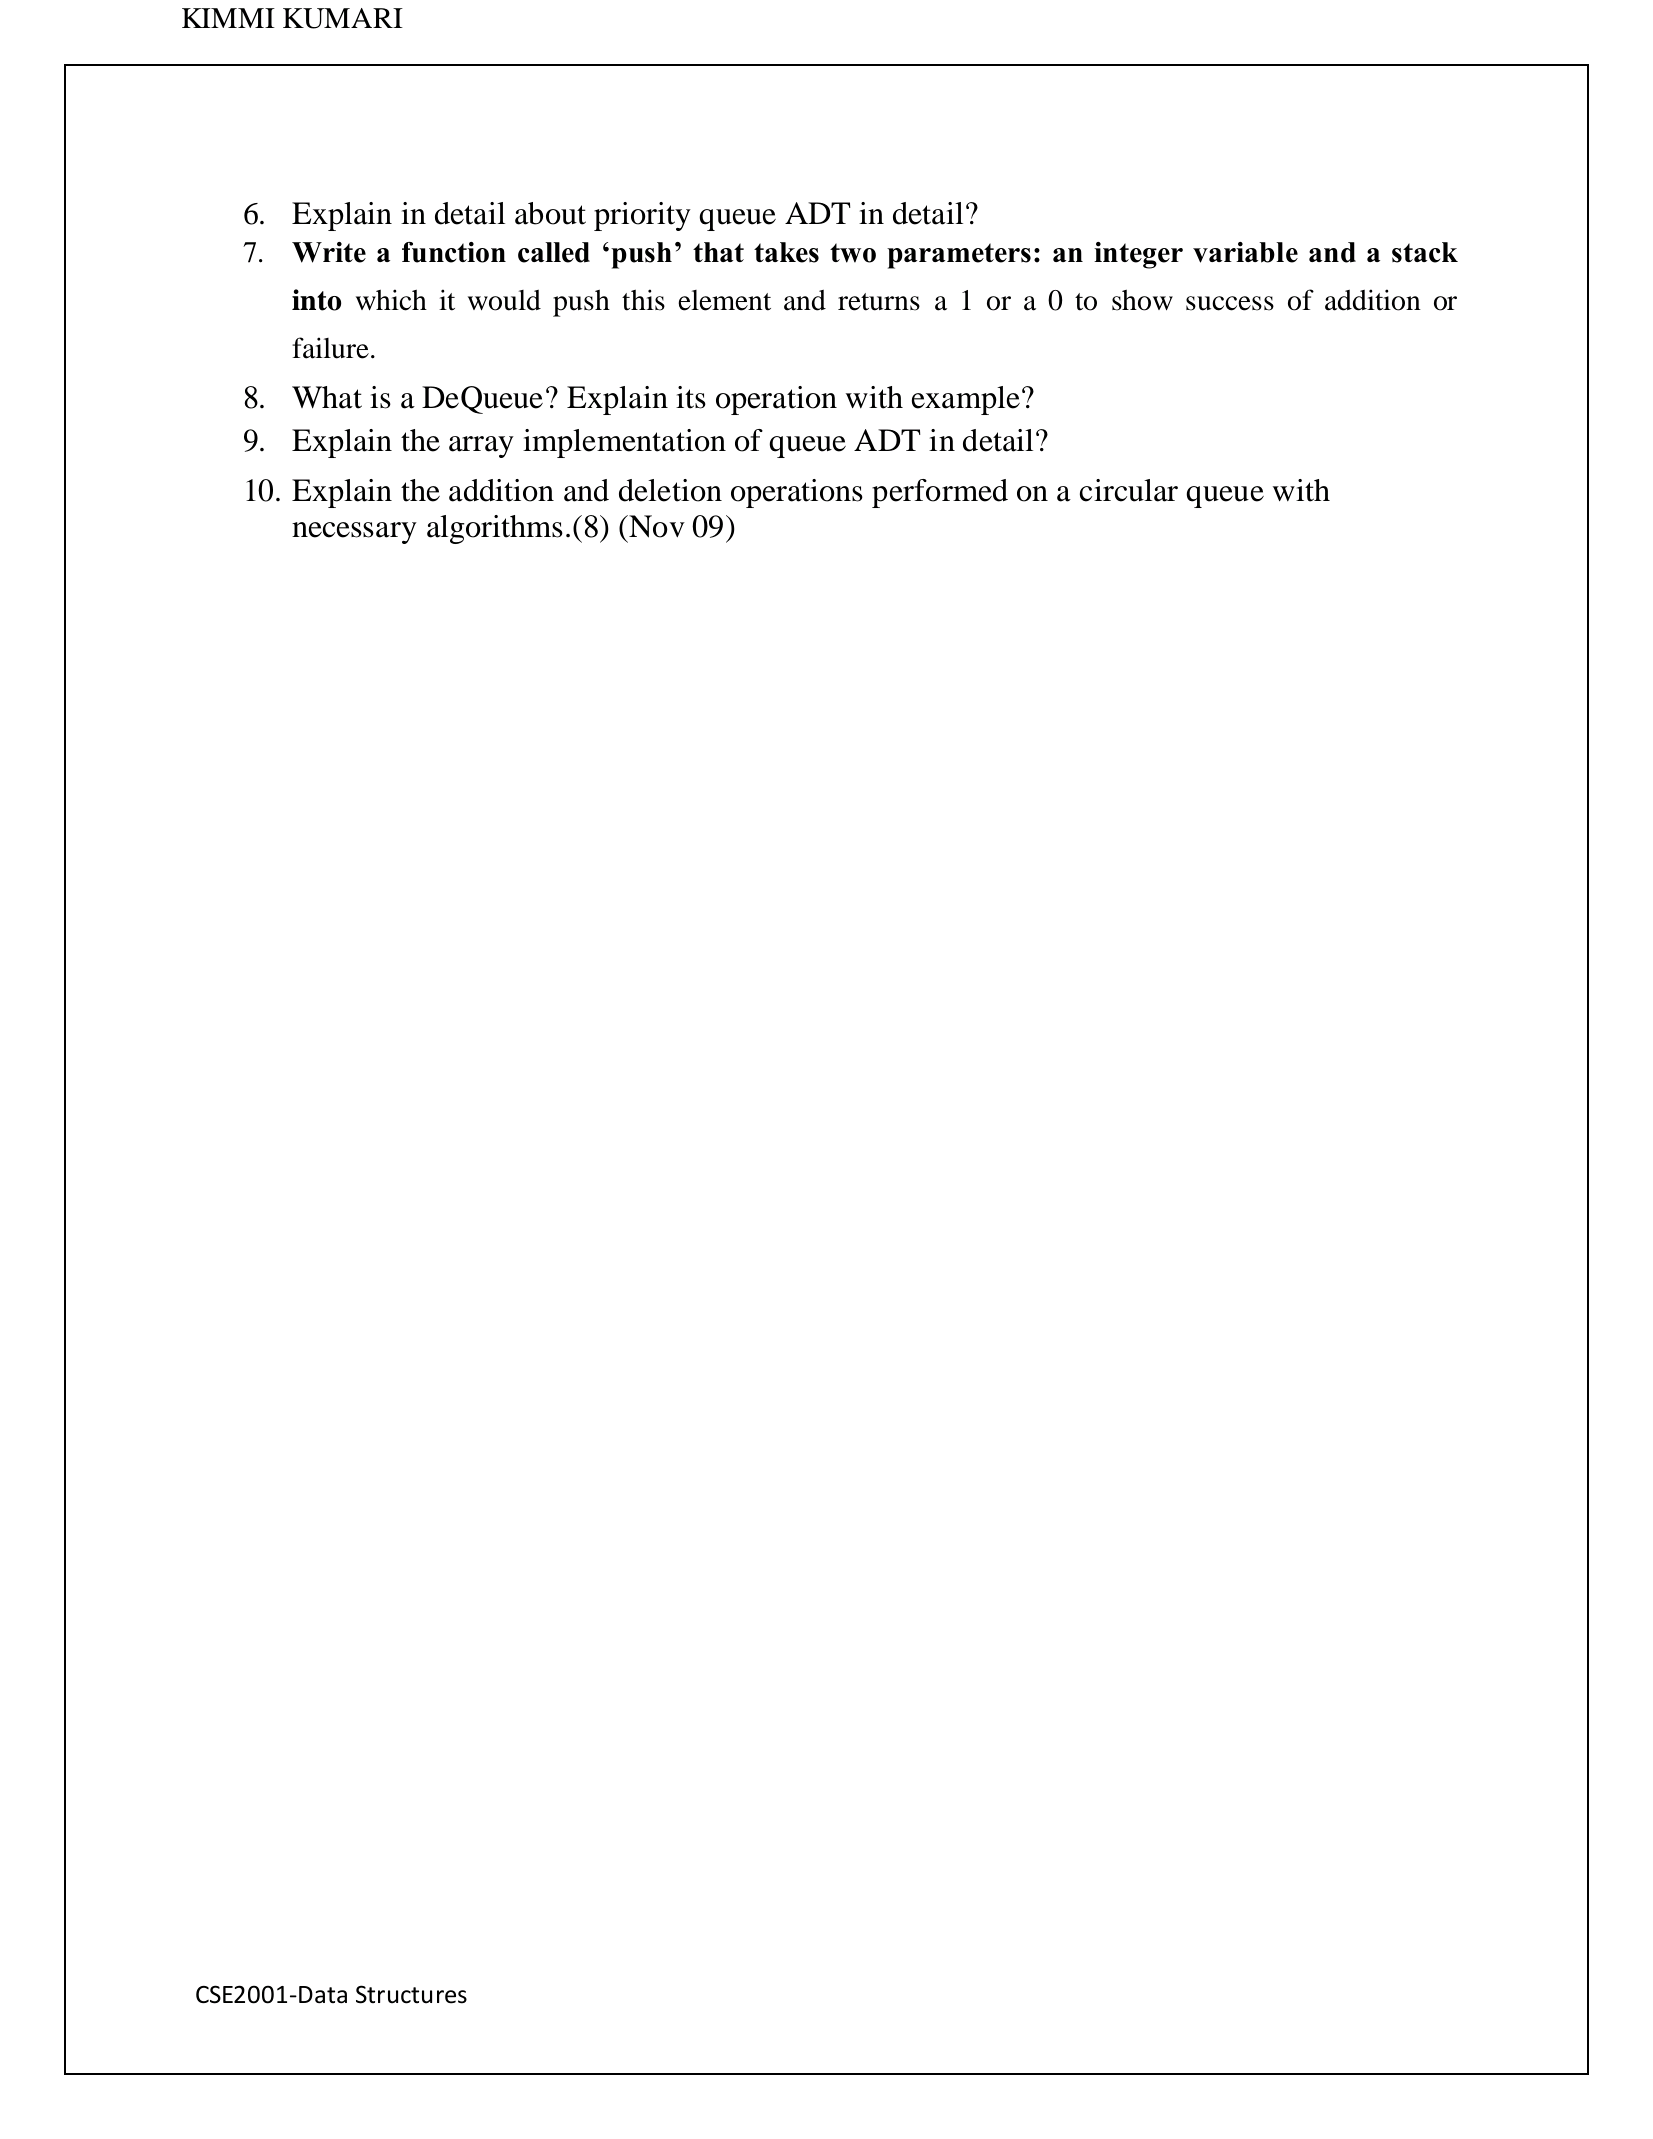 KIMMI KUMARI
6. Explain in detail about priority queue ADT in detail?
7. Write a function called ‘push’ that takes two parameters: an integer variable and a stack
into which it would push this element and returns a 1 or a 0 to show success of addition or
failure.
8. What is a DeQueue? Explain its operation with example?
9. Explain the array implementation of queue ADT in detail?
10. Explain the addition and deletion operations performed on a circular queue with
necessary algorithms.(8) (Nov 09)
CSE2001-Data Structures